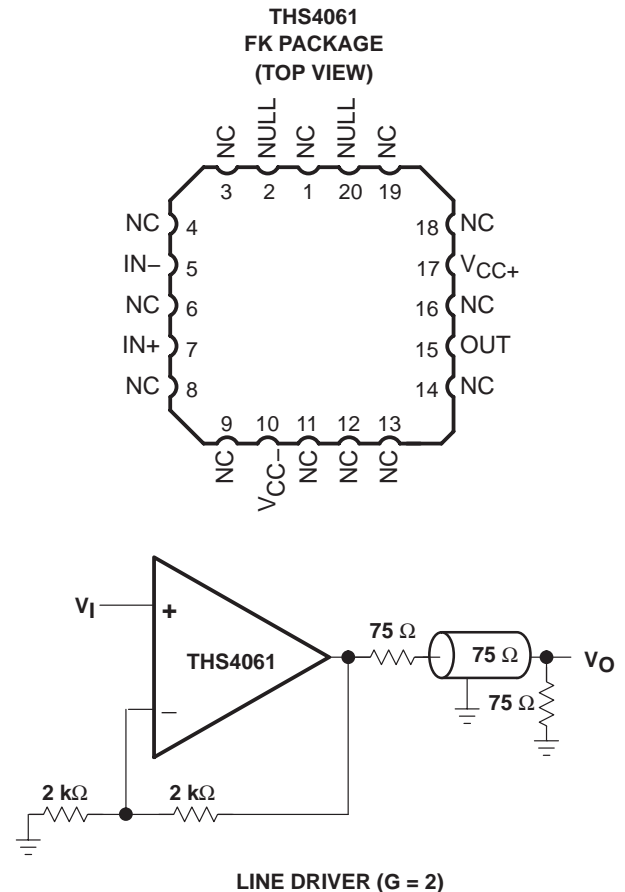 THS4061
FK PACKAGE
(TOP VIEW)
NC
NULL
NC
NULL
NC
3 2 1 20 19
NC 4
IN– 5
NC 6
IN+ 7
NC 8
18 NC
17 VCC+
16 NC
15 OUT
14 NC
9 10 11 12 13
NC
VCC–
NC
NC
NC
VI
+
THS4061
–
75 Ω
75 Ω
VO
75 Ω
2 kΩ
2 kΩ
LINE DRIVER (G = 2)